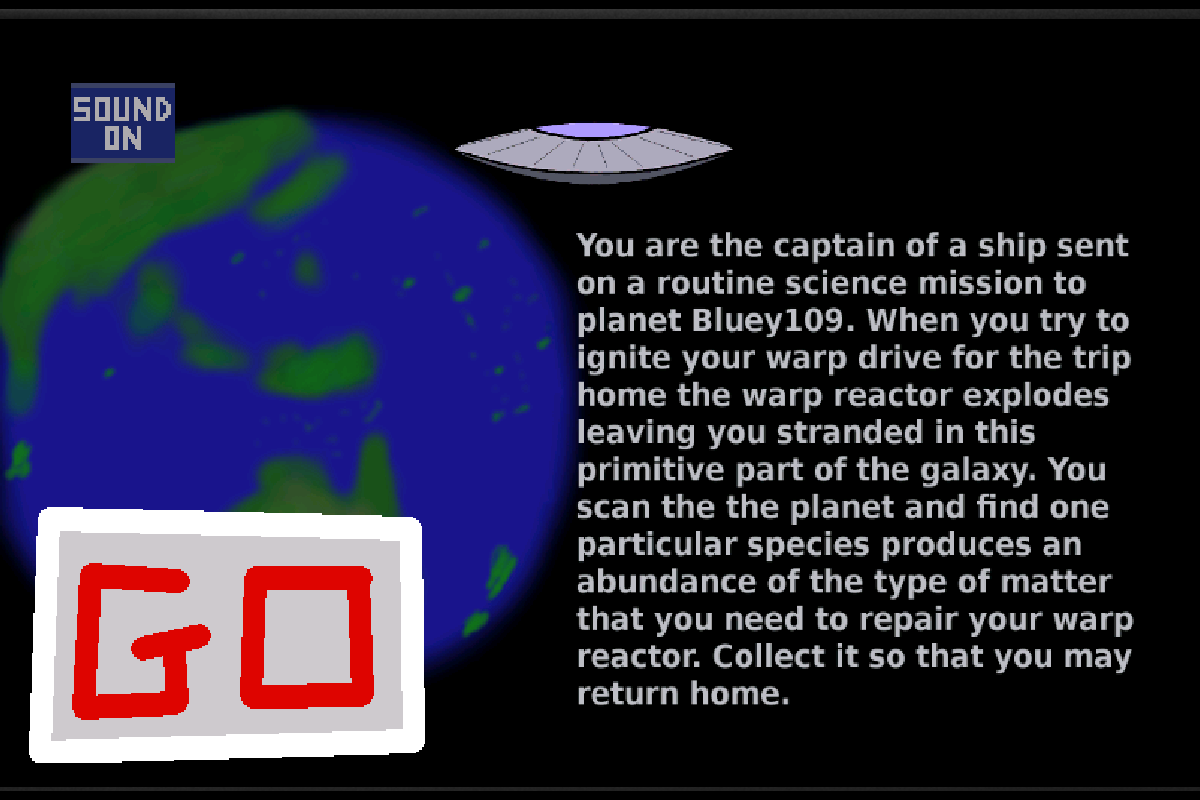 SOUND
ON
You are the captain of a ship sent
on a routine science mission to
planet Bluey109. When you try to
ignite your warp drive for the trip
home the warp reactor explodes
leaving you stranded in this
primitive part of the galaxy. You
scan the the planet and find one
particular species produces an
abundance of the type of matter
that you need to repair your warp
reactor. Collect it so that you may
return home.
GO